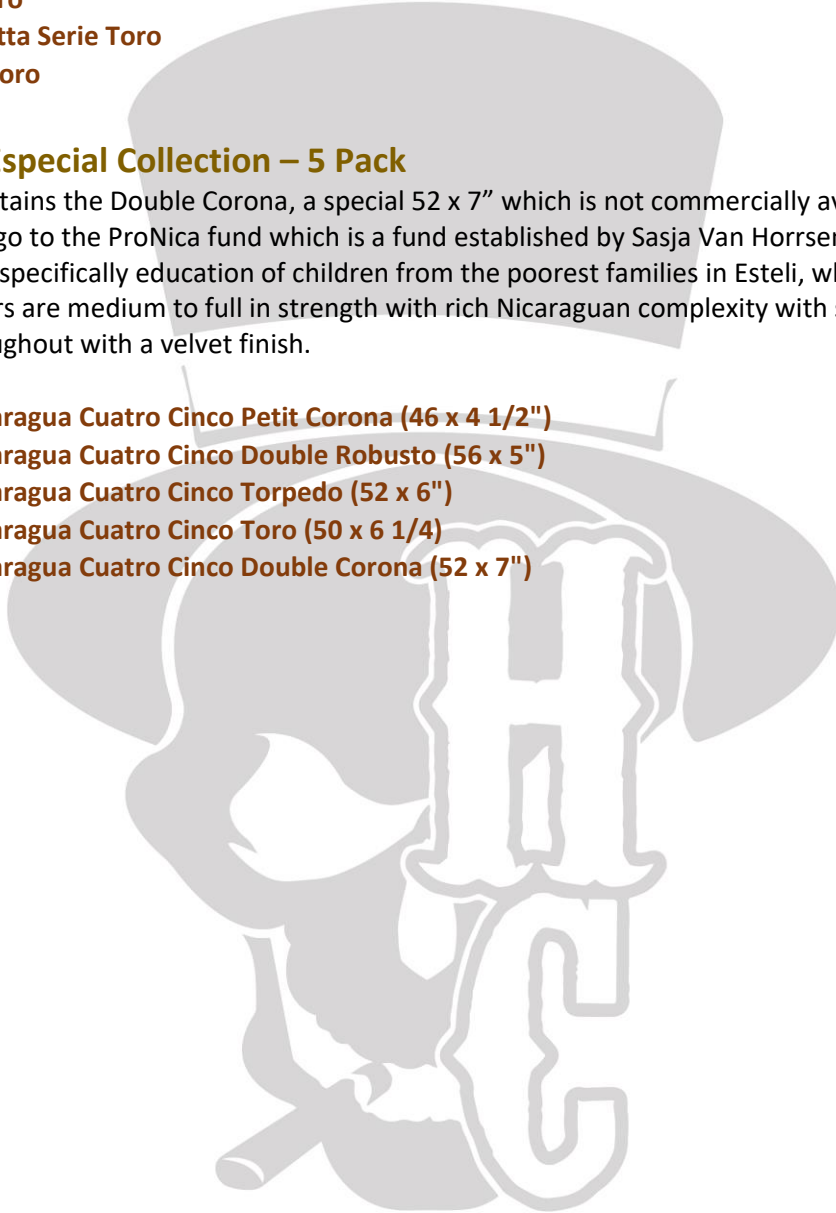 ro
tta Serie Toro
oro
Especial Collection – 5 Pack
tains the Double Corona, a special 52 x 7” which is not commercially av
go to the ProNica fund which is a fund established by Sasja Van Horrsen
specifically education of children from the poorest families in Esteli, wh
rs are medium to full in strength with rich Nicaraguan complexity with s
ughout with a velvet finish.
aragua Cuatro Cinco Petit Corona (46 x 4 1/2")
aragua Cuatro Cinco Double Robusto (56 x 5")
aragua Cuatro Cinco Torpedo (52 x 6")
aragua Cuatro Cinco Toro (50 x 6 1/4)
aragua Cuatro Cinco Double Corona (52 x 7")
H
C